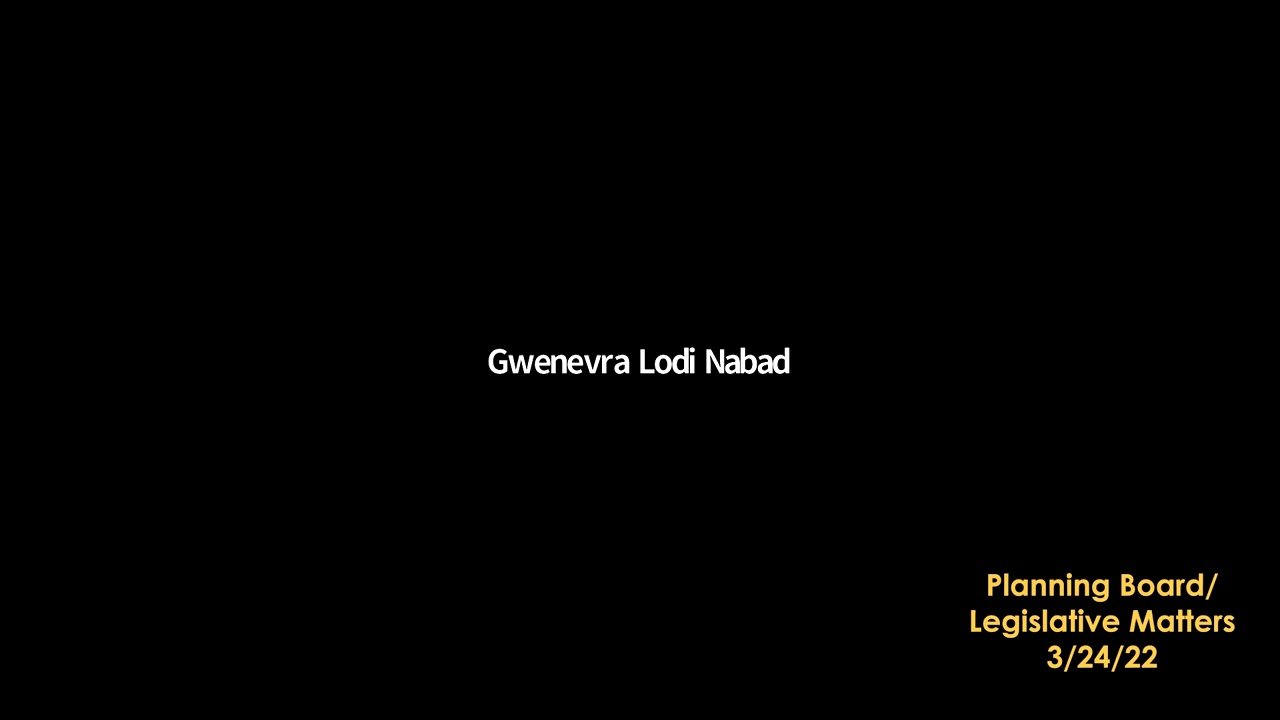 Gwenevra Lodi Nabad
Planning Board/
Legislative Matters
3/24/22